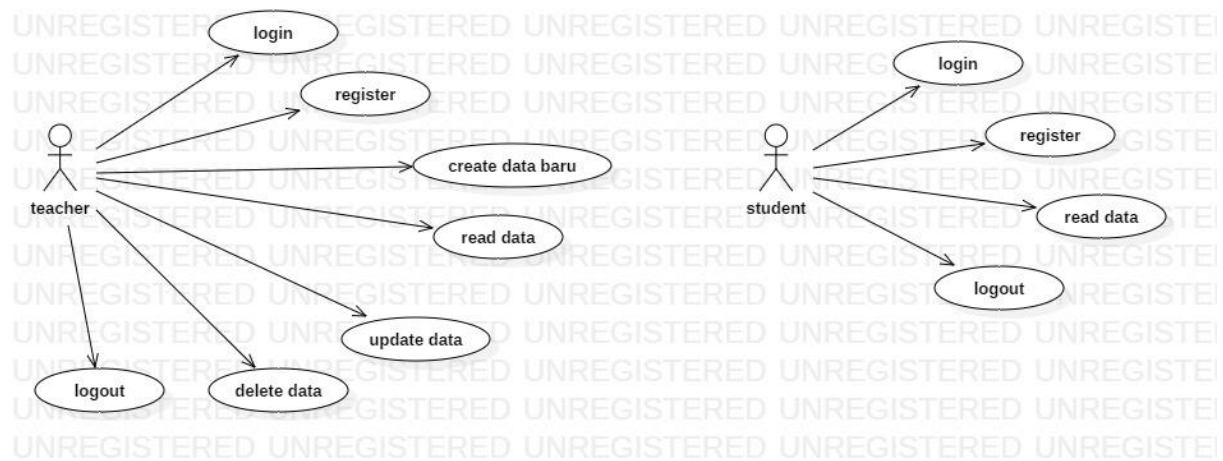 login
register
create data baru
teacher
read data
update data
logout
delete data
login
register
student
read data
logout
UNREGISTERED